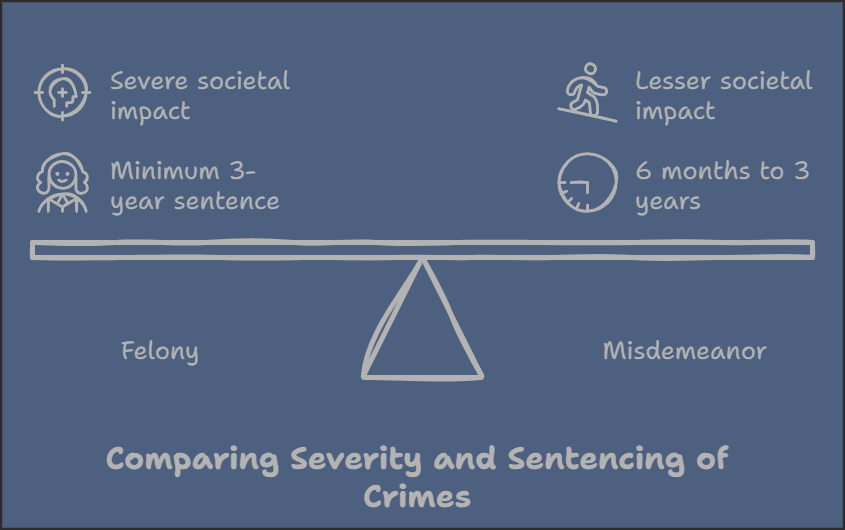 Severe societal
impact
Minimum 3-
year sentence
Lesser societal
impact
6 months to 3
years
Felony
Misdemeanor
Comparing Severity and Sentencing of
Crimes